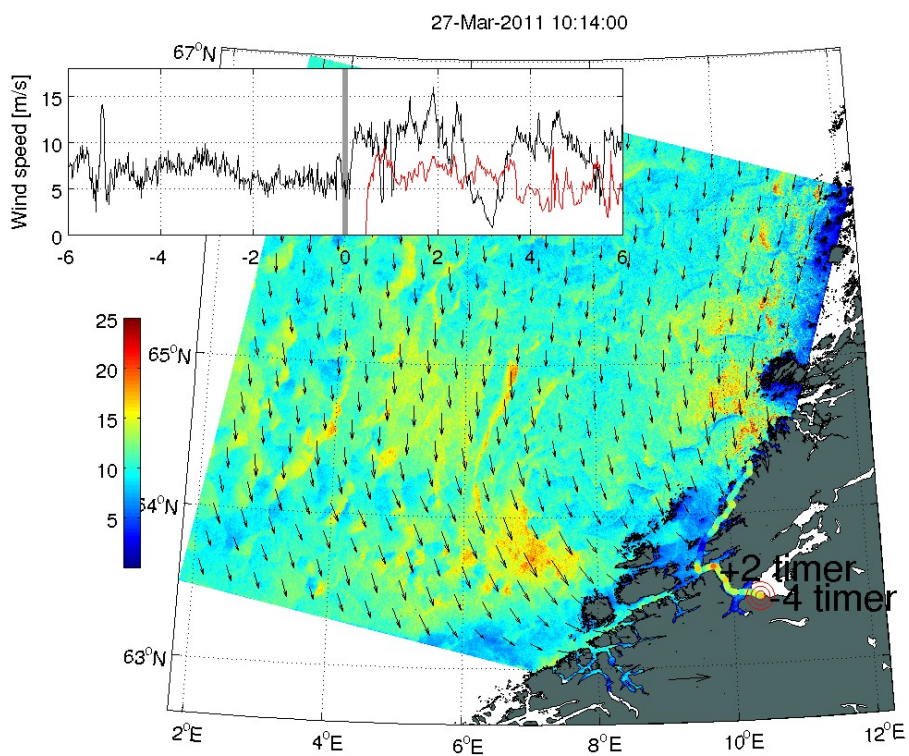 27-Mar-2011 10:14:00
67°N
Wind speed [m/s]
15
10
5
0
-6 -4 -2 0 2 4 6
25
20
15
10
5
65°N
64°N
63°N
+2 timer
-4 timer
2°E 4°E 6°E 8°E 10°E 12°E